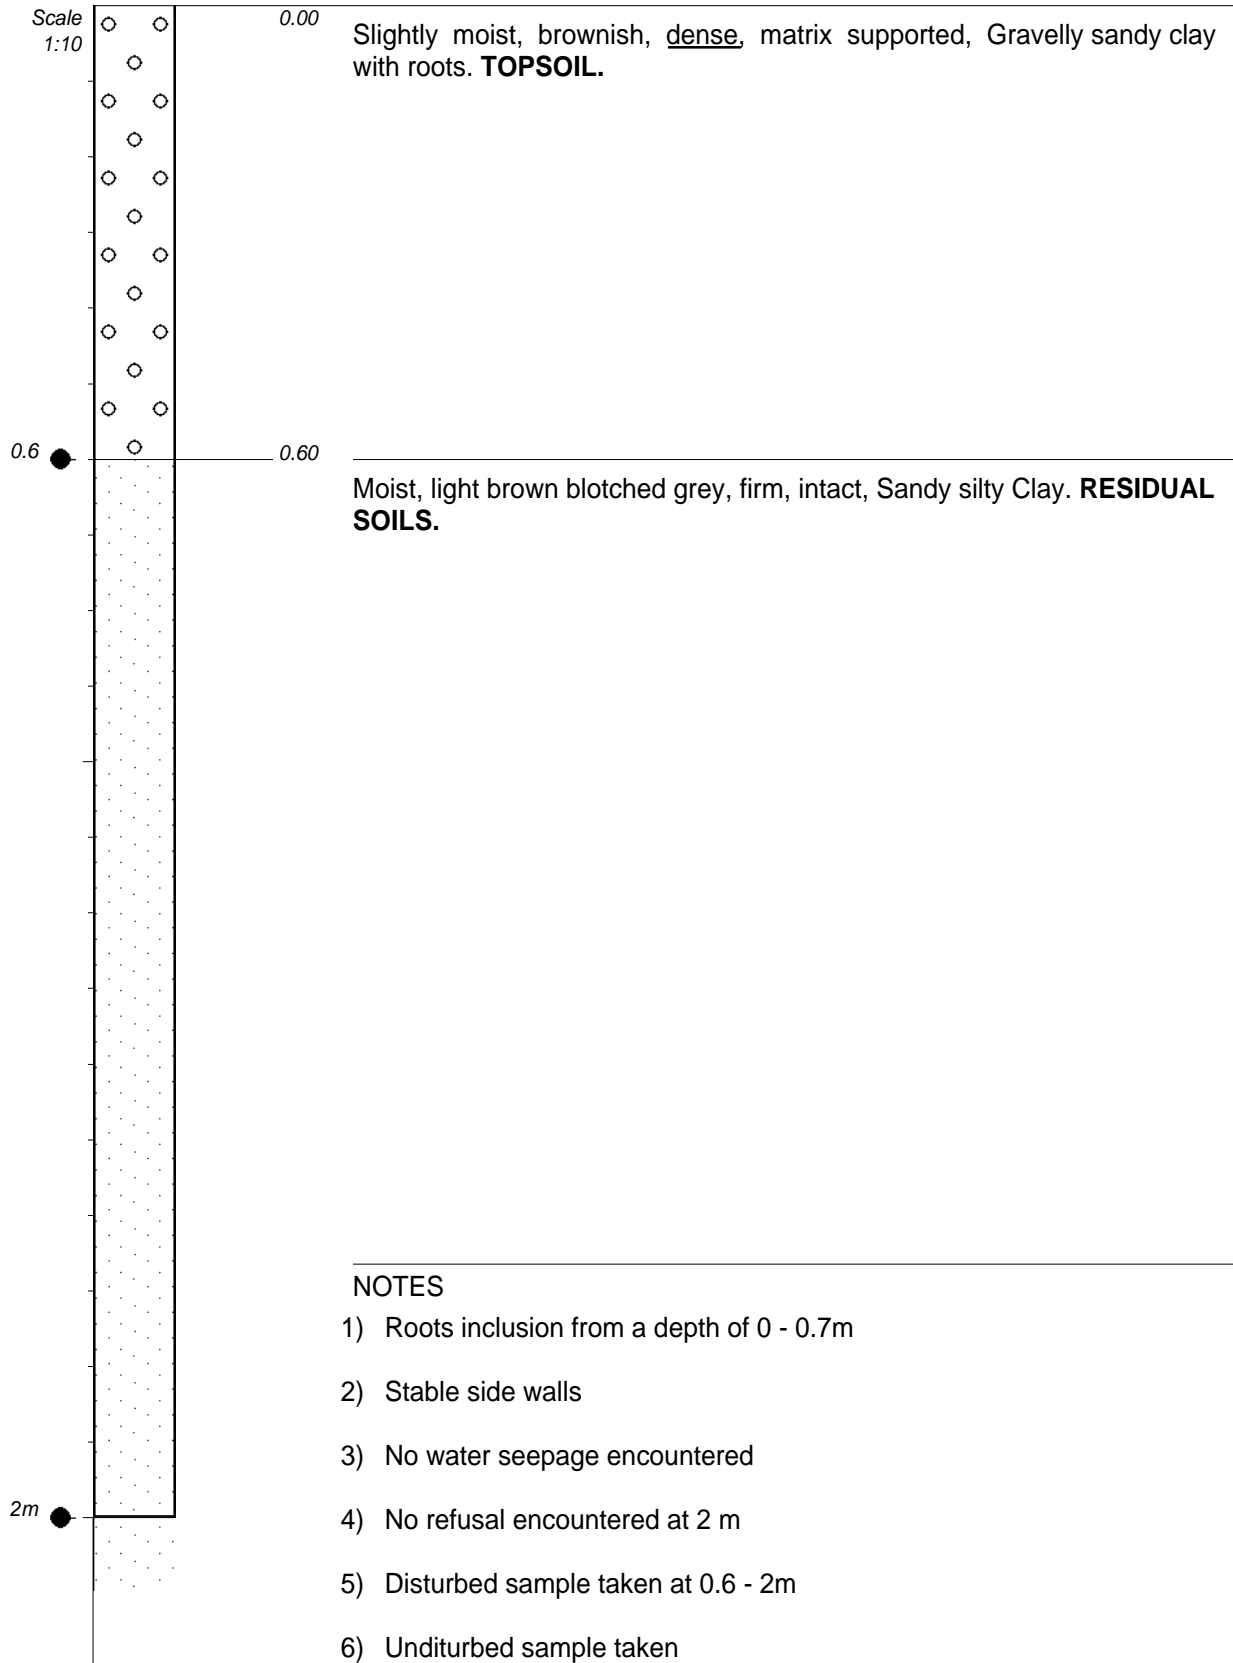 Scale
1:10
0.00
Slightly moist, brownish, dense, matrix supported, Gravelly sandy clay
with roots. TOPSOIL.
0.6
0.60
Moist, light brown blotched grey, firm, intact, Sandy silty Clay. RESIDUAL
SOILS.
NOTES
1) Roots inclusion from a depth of 0 - 0.7m
2) Stable side walls
3) No water seepage encountered
2m
4) No refusal encountered at 2 m
5) Disturbed sample taken at 0.6 - 2m
6) Unditurbed sample taken